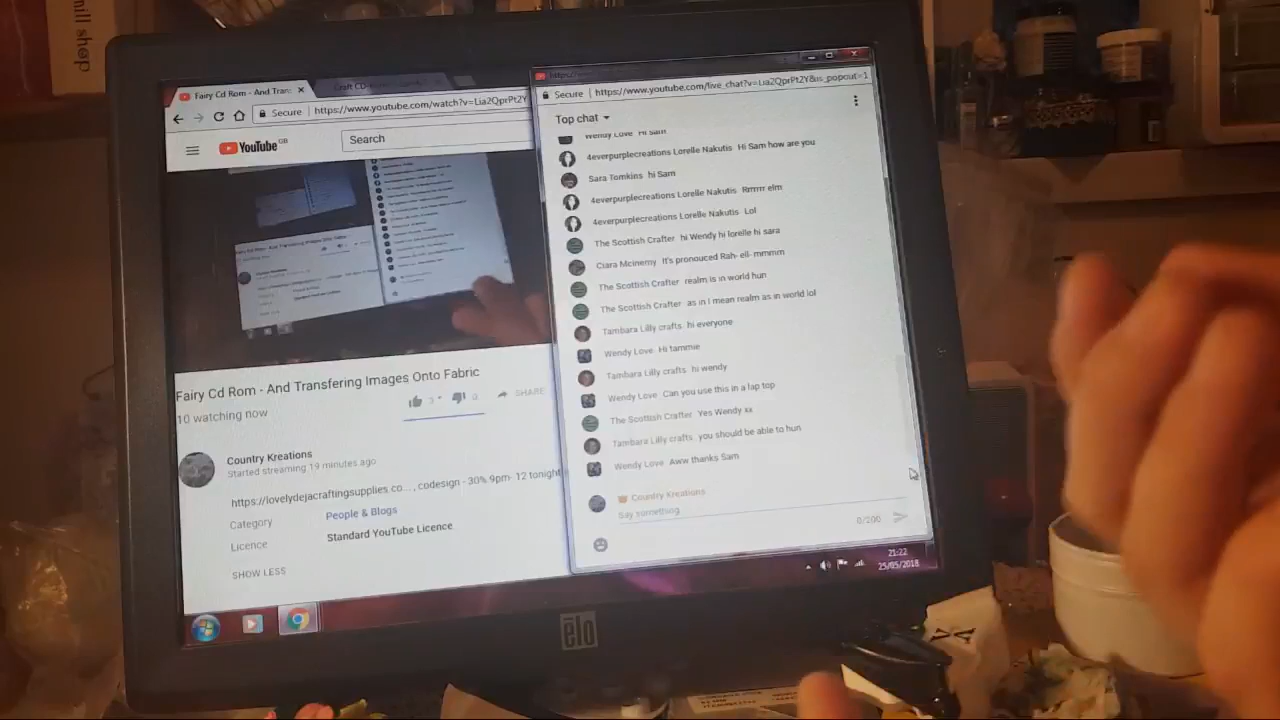 mill shop
Fairy Cd Rom - And Trans
Craft CD
Secure https://www.youtube.com/watch?v=Lia2QprPt2Y
YouTube GB
Search
Fairy Cd Rom - And Transfering Images Onto Fabric
10 watching now
3
0
SHARE
Country Kreations
Started streaming 19 minutes ago
https://lovelydejacraftingsupplies.co... , codesign - 30% 9pm- 12 tonight
Category People & Blogs
Licence Standard YouTube Licence
SHOW LESS
Secure https://www.youtube.com/live_chat?v=Lia2QprPt2Y&is_popout=1
Top chat
Wendy Love Hi sam
4everpurplecreations Lorelle Nakutis Hi Sam how are you
Sara Tomkins hi Sam
4everpurplecreations Lorelle Nakutis Rrrrrr elm
4everpurplecreations Lorelle Nakutis Lol
The Scottish Crafter hi Wendy hi lorelle hi sara
Ciara Mcinerny It's pronouced Rah- ell- mmmm
The Scottish Crafter realm is in world hun
The Scottish Crafter as in I mean realm as in world lol
Tambara Lilly crafts hi everyone
Wendy Love Hi tammie
Tambara Lilly crafts hi wendy
Wendy Love Can you use this in a lap top
The Scottish Crafter Yes Wendy xx
Tambara Lilly crafts you should be able to hun
Wendy Love Aww thanks Sam
Country Kreations
Say something
0/200
21:22
25/05/2018
elo